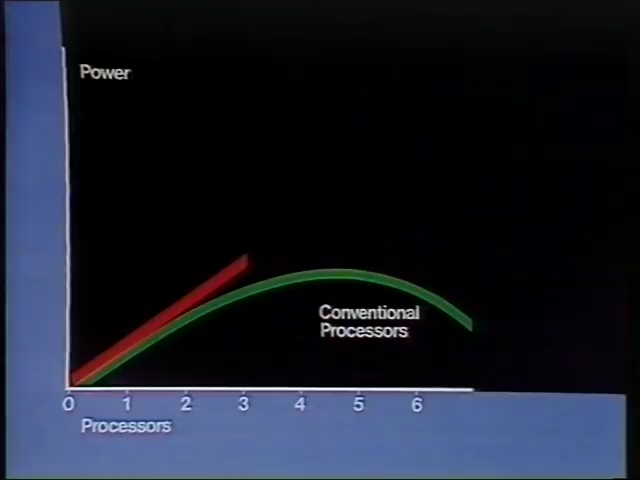 Power
Conventional
Processors
0 1 2 3 4 5 6
Processors